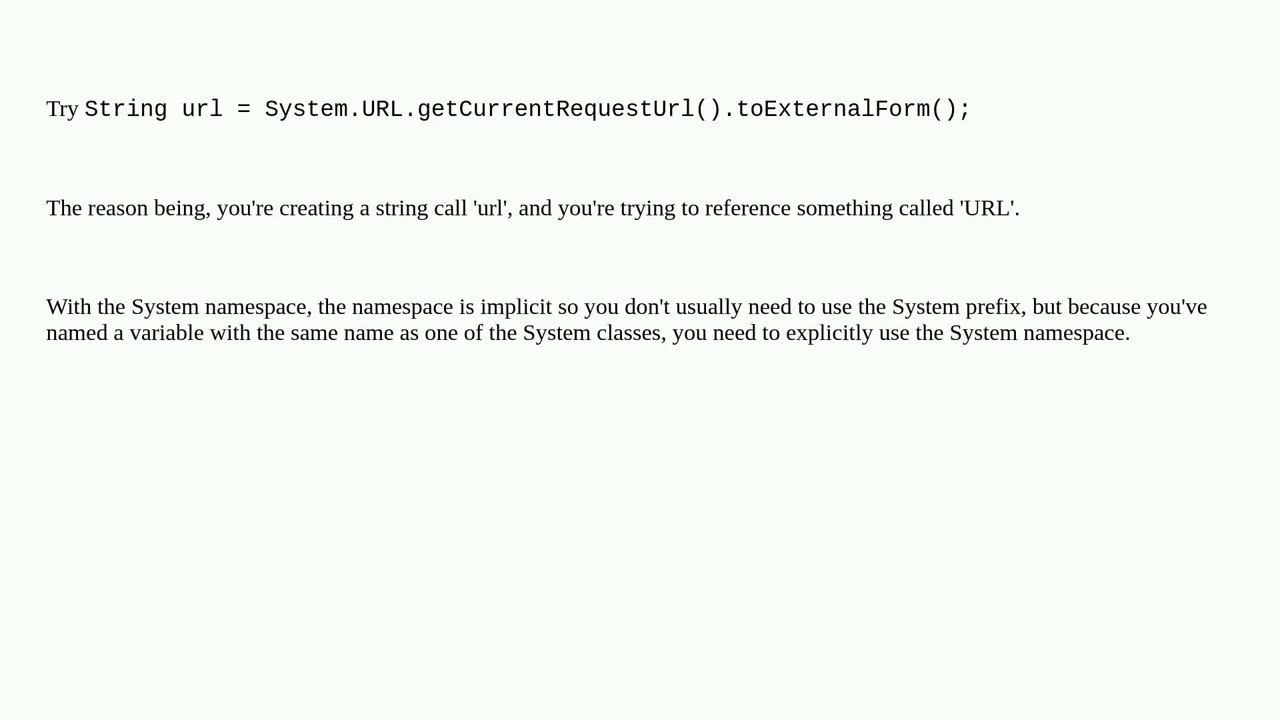 Try String url = System.URL.getCurrentRequestUrl().toExternalForm();
The reason being, you're creating a string call 'url', and you're trying to reference something called 'URL'.
With the System namespace, the namespace is implicit so you don't usually need to use the System prefix, but because you've
named a variable with the same name as one of the System classes, you need to explicitly use the System namespace.